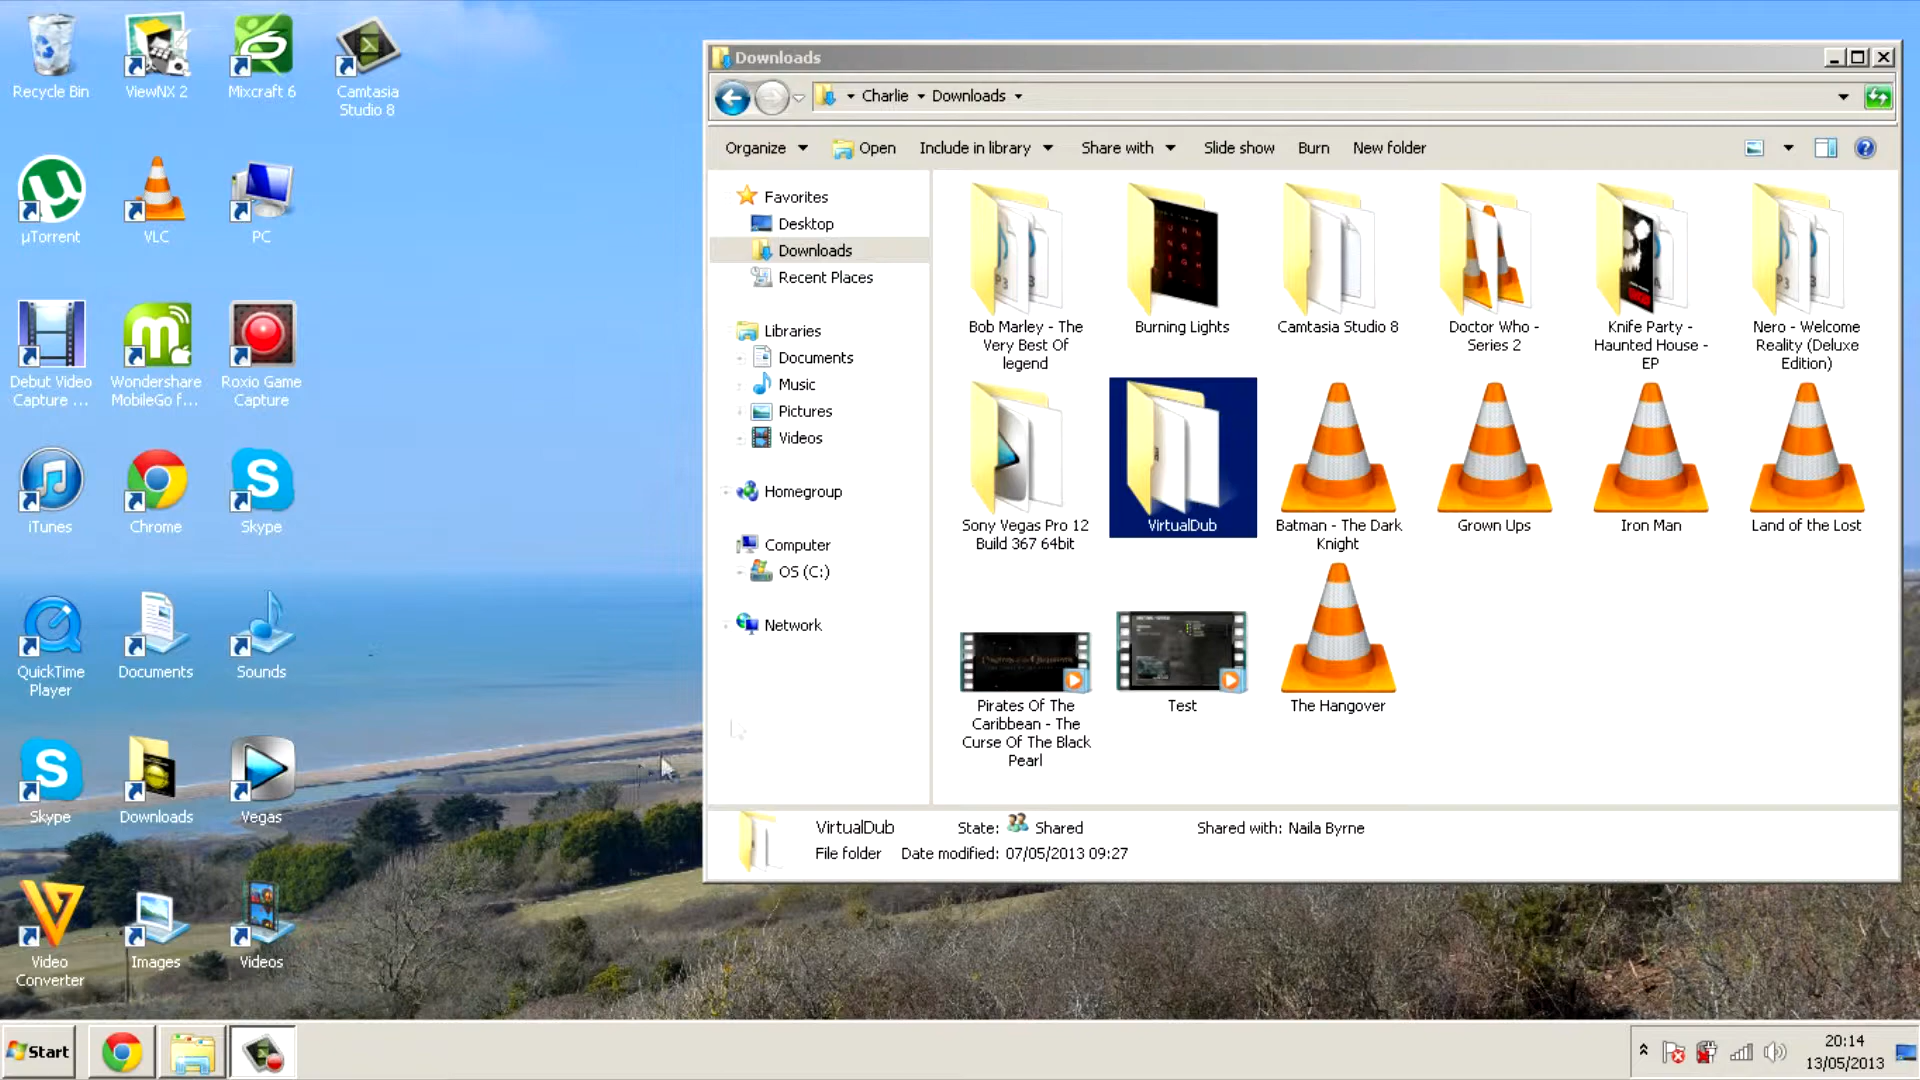 Recycle Bin
ViewNX 2
Mixcraft 6
Camtasia
Studio 8
µTorrent
VLC
PC
Debut Video
Capture ...
Wondershare
MobileGo f...
Roxio Game
Capture
iTunes
Chrome
Skype
QuickTime
Player
Documents
Sounds
Skype
Downloads
Vegas
Video
Converter
Images
Videos
Downloads
Charlie
Downloads
Organize
Open
Include in library
Share with
Slide show
Burn
New folder
Favorites
Desktop
Downloads
Recent Places
Libraries
Documents
Music
Pictures
Videos
Homegroup
Computer
OS (C:)
Network
Bob Marley - The
Very Best Of
legend
Burning Lights
Camtasia Studio 8
Doctor Who -
Series 2
Knife Party -
Haunted House -
EP
Nero - Welcome
Reality (Deluxe
Edition)
Sony Vegas Pro 12
Build 367 64bit
VirtualDub
Batman - The Dark
Knight
Grown Ups
Iron Man
Land of the Lost
Pirates Of The
Caribbean - The
Curse Of The Black
Pearl
Test
The Hangover
VirtualDub
State: Shared
Shared with: Naila Byrne
File folder
Date modified: 07/05/2013 09:27
Start
20:14
13/05/2013